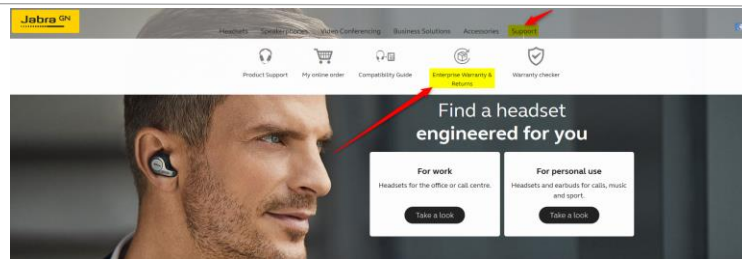 Jabra GN
Headsets Speakerphones Video Conferencing Business Solutions Accessories Support
Product Support My online order Compatibility Guide Enterprise Warranty & Returns Warranty checker
Find a headset
engineered for you
For work
Headsets for the office or call centre.
Take a look
For personal use
Headsets and earbuds for calls, music
and sport.
Take a look